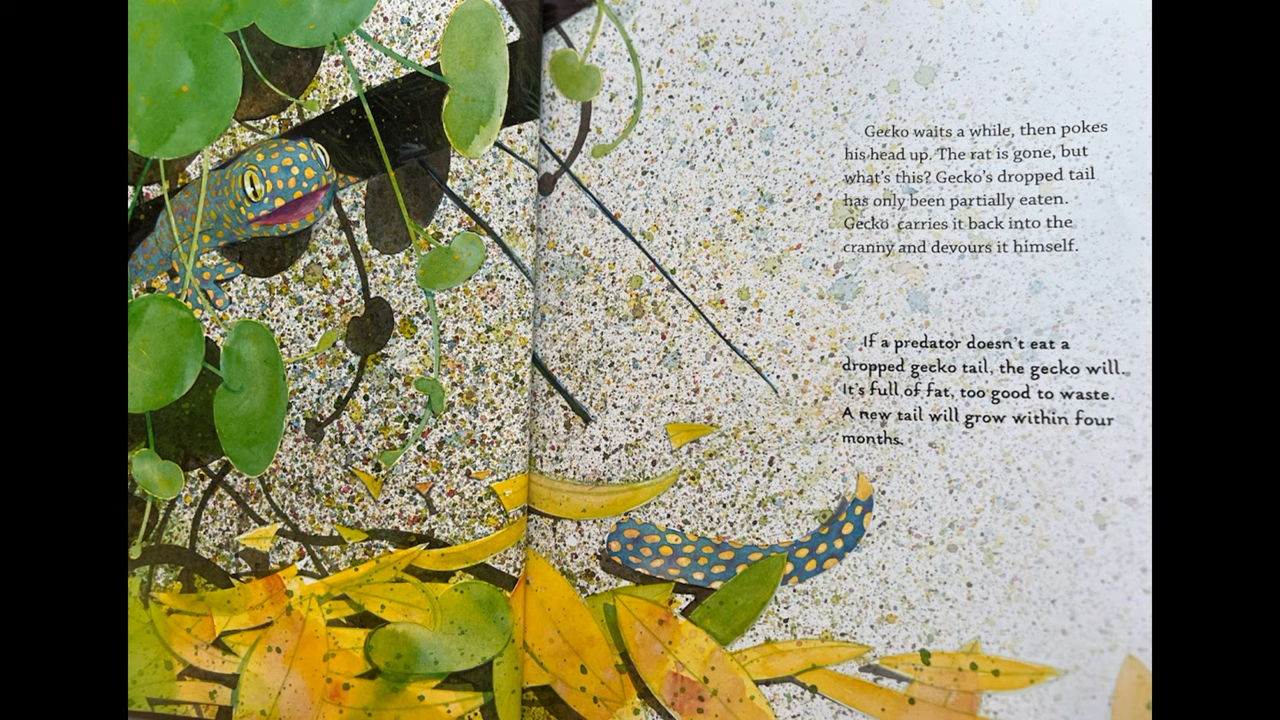 Gecko waits a while, then pokes
his head up. The rat is gone, but
what's this? Gecko's dropped tail
has only been partially eaten.
Gecko carries it back into the
cranny and devours it himself.
If a predator doesn't eat a
dropped gecko tail, the gecko will.
It's full of fat, too good to waste.
A new tail will grow within four
months.